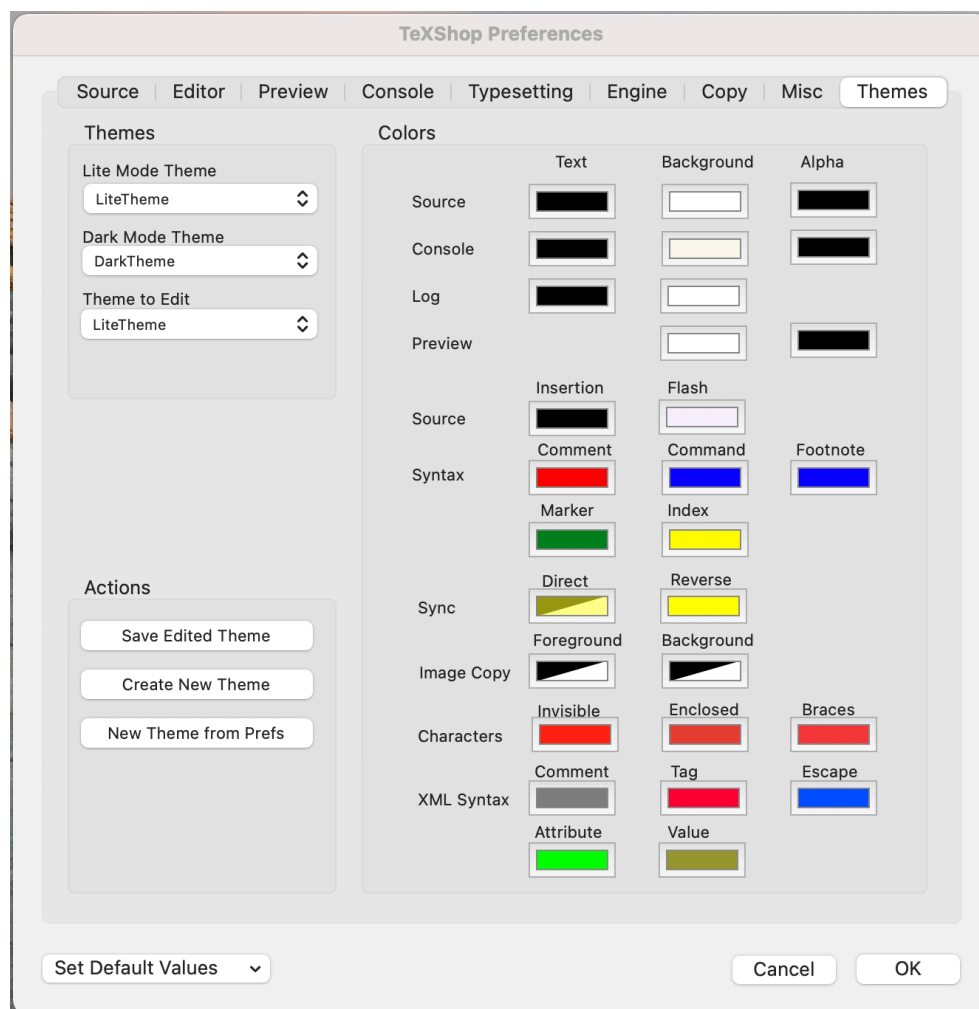 TeXShop Preferences
Source Editor Preview Console Typesetting Engine Copy Misc Themes
Themes
Lite Mode Theme
LiteTheme
Dark Mode Theme
DarkTheme
Theme to Edit
LiteTheme
Actions
Save Edited Theme
Create New Theme
New Theme from Prefs
Colors
Text Background Alpha
Source
Console
Log
Preview
Insertion Flash
Source
Comment Command Footnote
Syntax
Marker Index
Direct Reverse
Sync
Foreground Background
Image Copy
Invisible Enclosed Braces
Characters
Comment Tag Escape
XML Syntax
Attribute Value
Set Default Values
Cancel OK